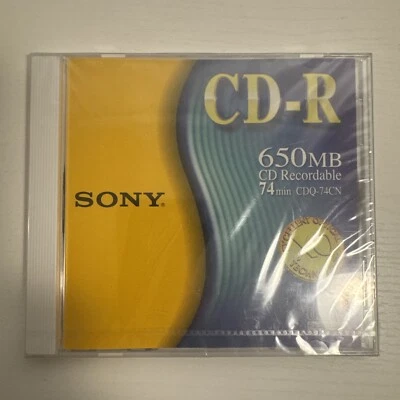 CD-R
650MB
CD Recordable
74min CDQ-74CN
SONY